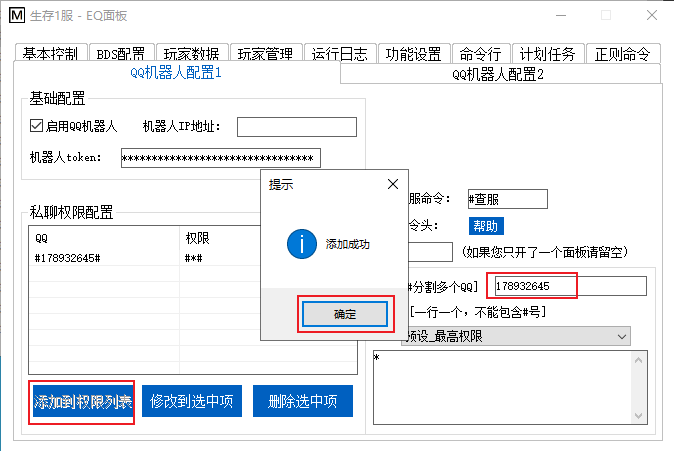 生存1服 - EQ面板
基本控制 BDS配置 玩家数据 玩家管理 运行日志 功能设置 命令行 计划任务 正则命令
QQ机器人配置1 QQ机器人配置2
基础配置
启用QQ机器人 机器人IP地址:
机器人token: ********************************
提示
添加成功
确定
私聊权限配置
QQ 权限
#178932645# #*#
服命令: #查服
令头: 帮助
(如果您只开了一个面板请留空)
#分割多个QQ] 178932645
[一行一个，不能包含#号]
预设_最高权限
*
添加到权限列表 修改到选中项 删除选中项